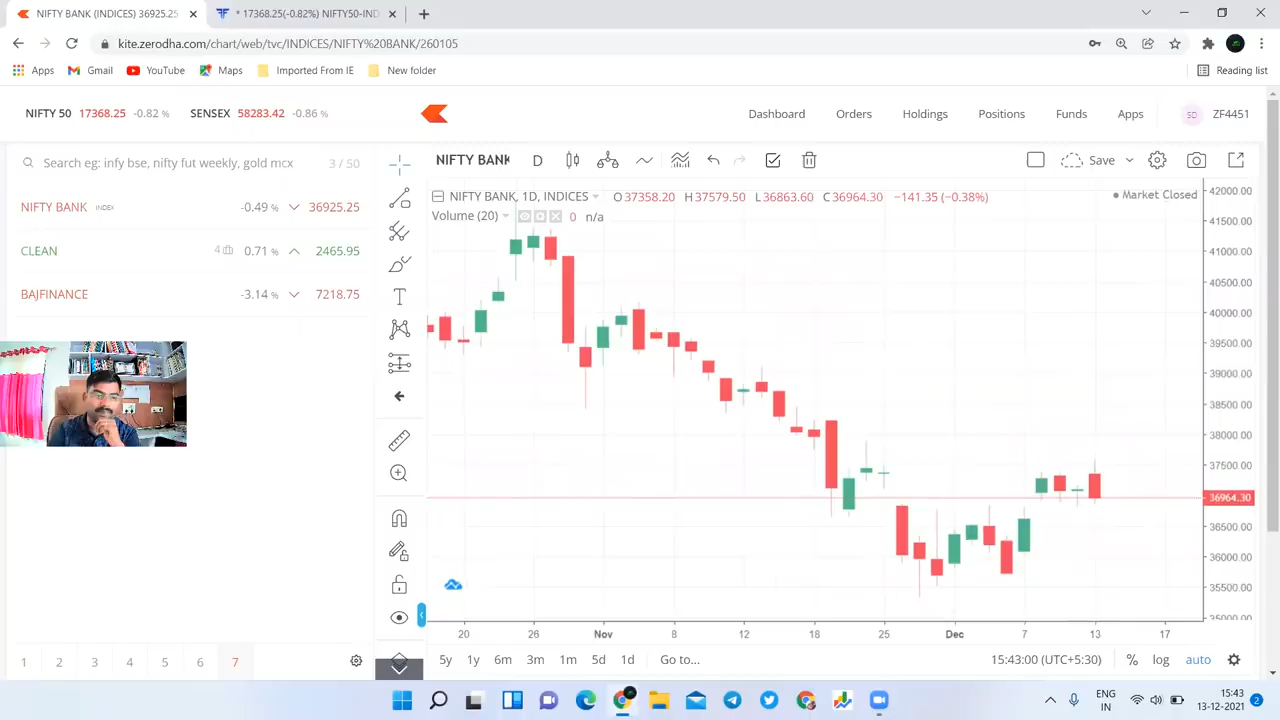 NIFTY BANK (INDICES) 36925.25
* 17368.25(-0.82%) NIFTY50-IND
kite.zerodha.com/chart/web/tvc/INDICES/NIFTY%20BANK/260105
Apps Gmail YouTube Maps Imported From IE New folder Reading list
NIFTY 50 17368.25 -0.82 % SENSEX 58283.42 -0.86 %
Dashboard Orders Holdings Positions Funds Apps SD ZF4451
Search eg: infy bse, nifty fut weekly, gold mcx 3 / 50
NIFTY BANK INDEX -0.49 % 36925.25
CLEAN 4 0.71 % 2465.95
BAJFINANCE -3.14 % 7218.75
1 2 3 4 5 6 7
NIFTY BANK D Save
NIFTY BANK, 1D, INDICES O37358.20 H37579.50 L36863.60 C36964.30 −141.35 (−0.38%)
Market Closed
Volume (20) 0 n/a
42000.00
41500.00
41000.00
40500.00
40000.00
39500.00
39000.00
38500.00
38000.00
37500.00
36964.30
36500.00
36000.00
35500.00
35000.00
20 26 Nov 8 12 18 25 Dec 7 13 17
5y 1y 6m 3m 1m 5d 1d Go to... 15:43:00 (UTC+5:30) % log auto
ENG
IN
15:43
13-12-2021
2